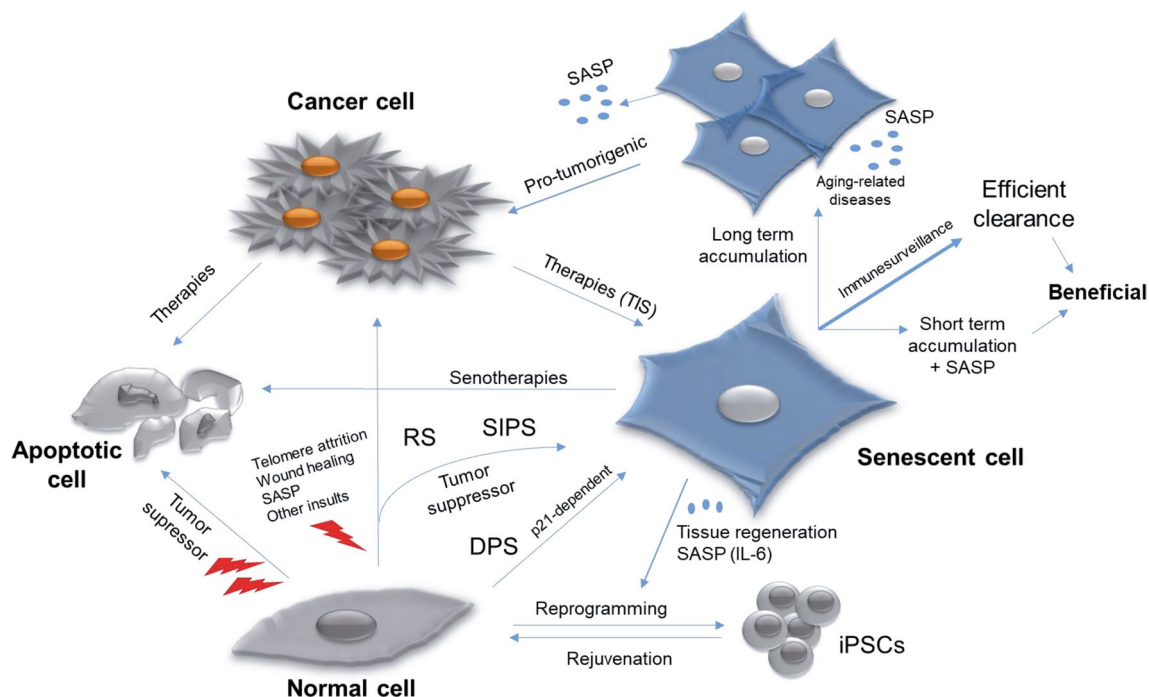 SASP
Cancer cell
SASP
Pro-tumorigenic
Aging-related
diseases
Efficient
clearance
Long term
accumulation
Immunesurveillance
Therapies
Therapies (TIS)
Beneficial
Short term
accumulation
+ SASP
Senotherapies
Apoptotic
cell
Telomere attrition
Wound healing
SASP
Other insults
RS
SIPS
Tumor
suppressor
Senescent cell
Tumor
supressor
DPS
p21-dependent
Tissue regeneration
SASP (IL-6)
Reprogramming
Rejuvenation
iPSCs
Normal cell